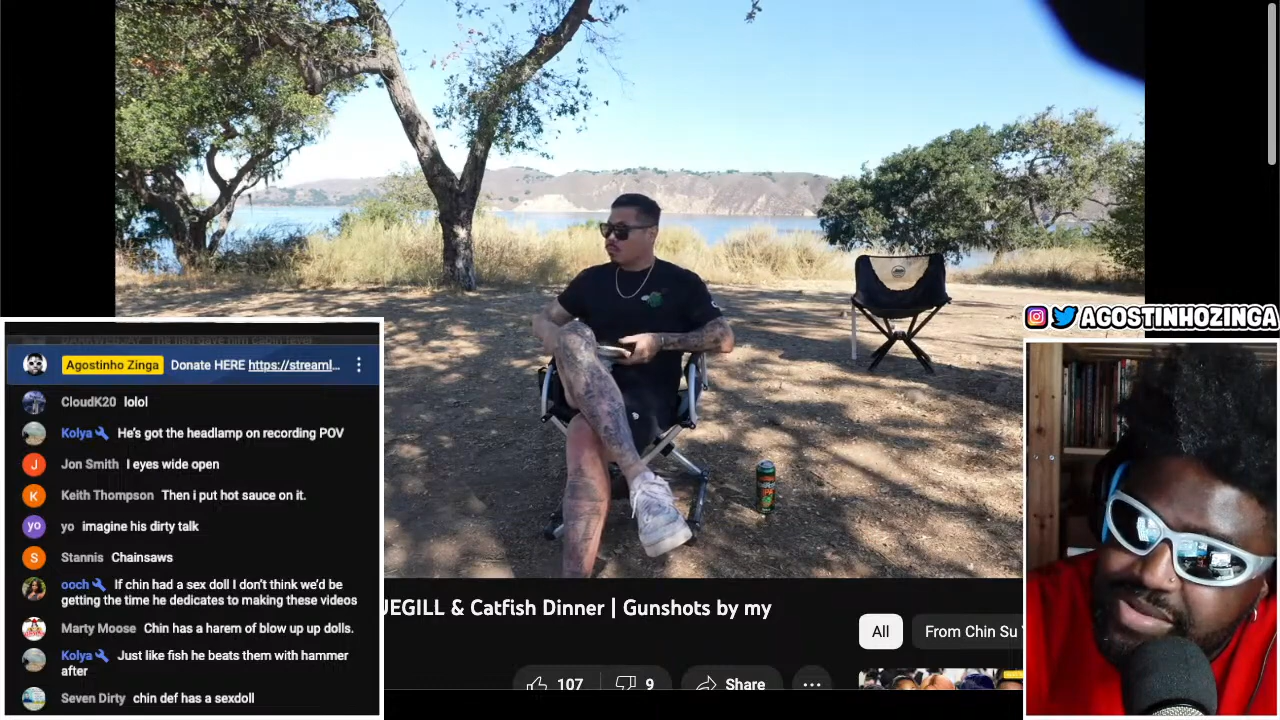 AGOSTINHOZINGA
Agostinho Zinga Donate HERE https://streaml...
CloudK20 lolol
Kolya He's got the headlamp on recording POV
Jon Smith I eyes wide open
Keith Thompson Then i put hot sauce on it.
yo yo imagine his dirty talk
Stannis Chainsaws
ooch If chin had a sex doll I don't think we'd be
getting the time he dedicates to making these videos
Marty Moose Chin has a harem of blow up up dolls.
Kolya Just like fish he beats them with hammer
after
Seven Dirty chin def has a sexdoll
JEGILL & Catfish Dinner | Gunshots by my
All
From Chin Su
107
9
Share
J
K
S
IPA